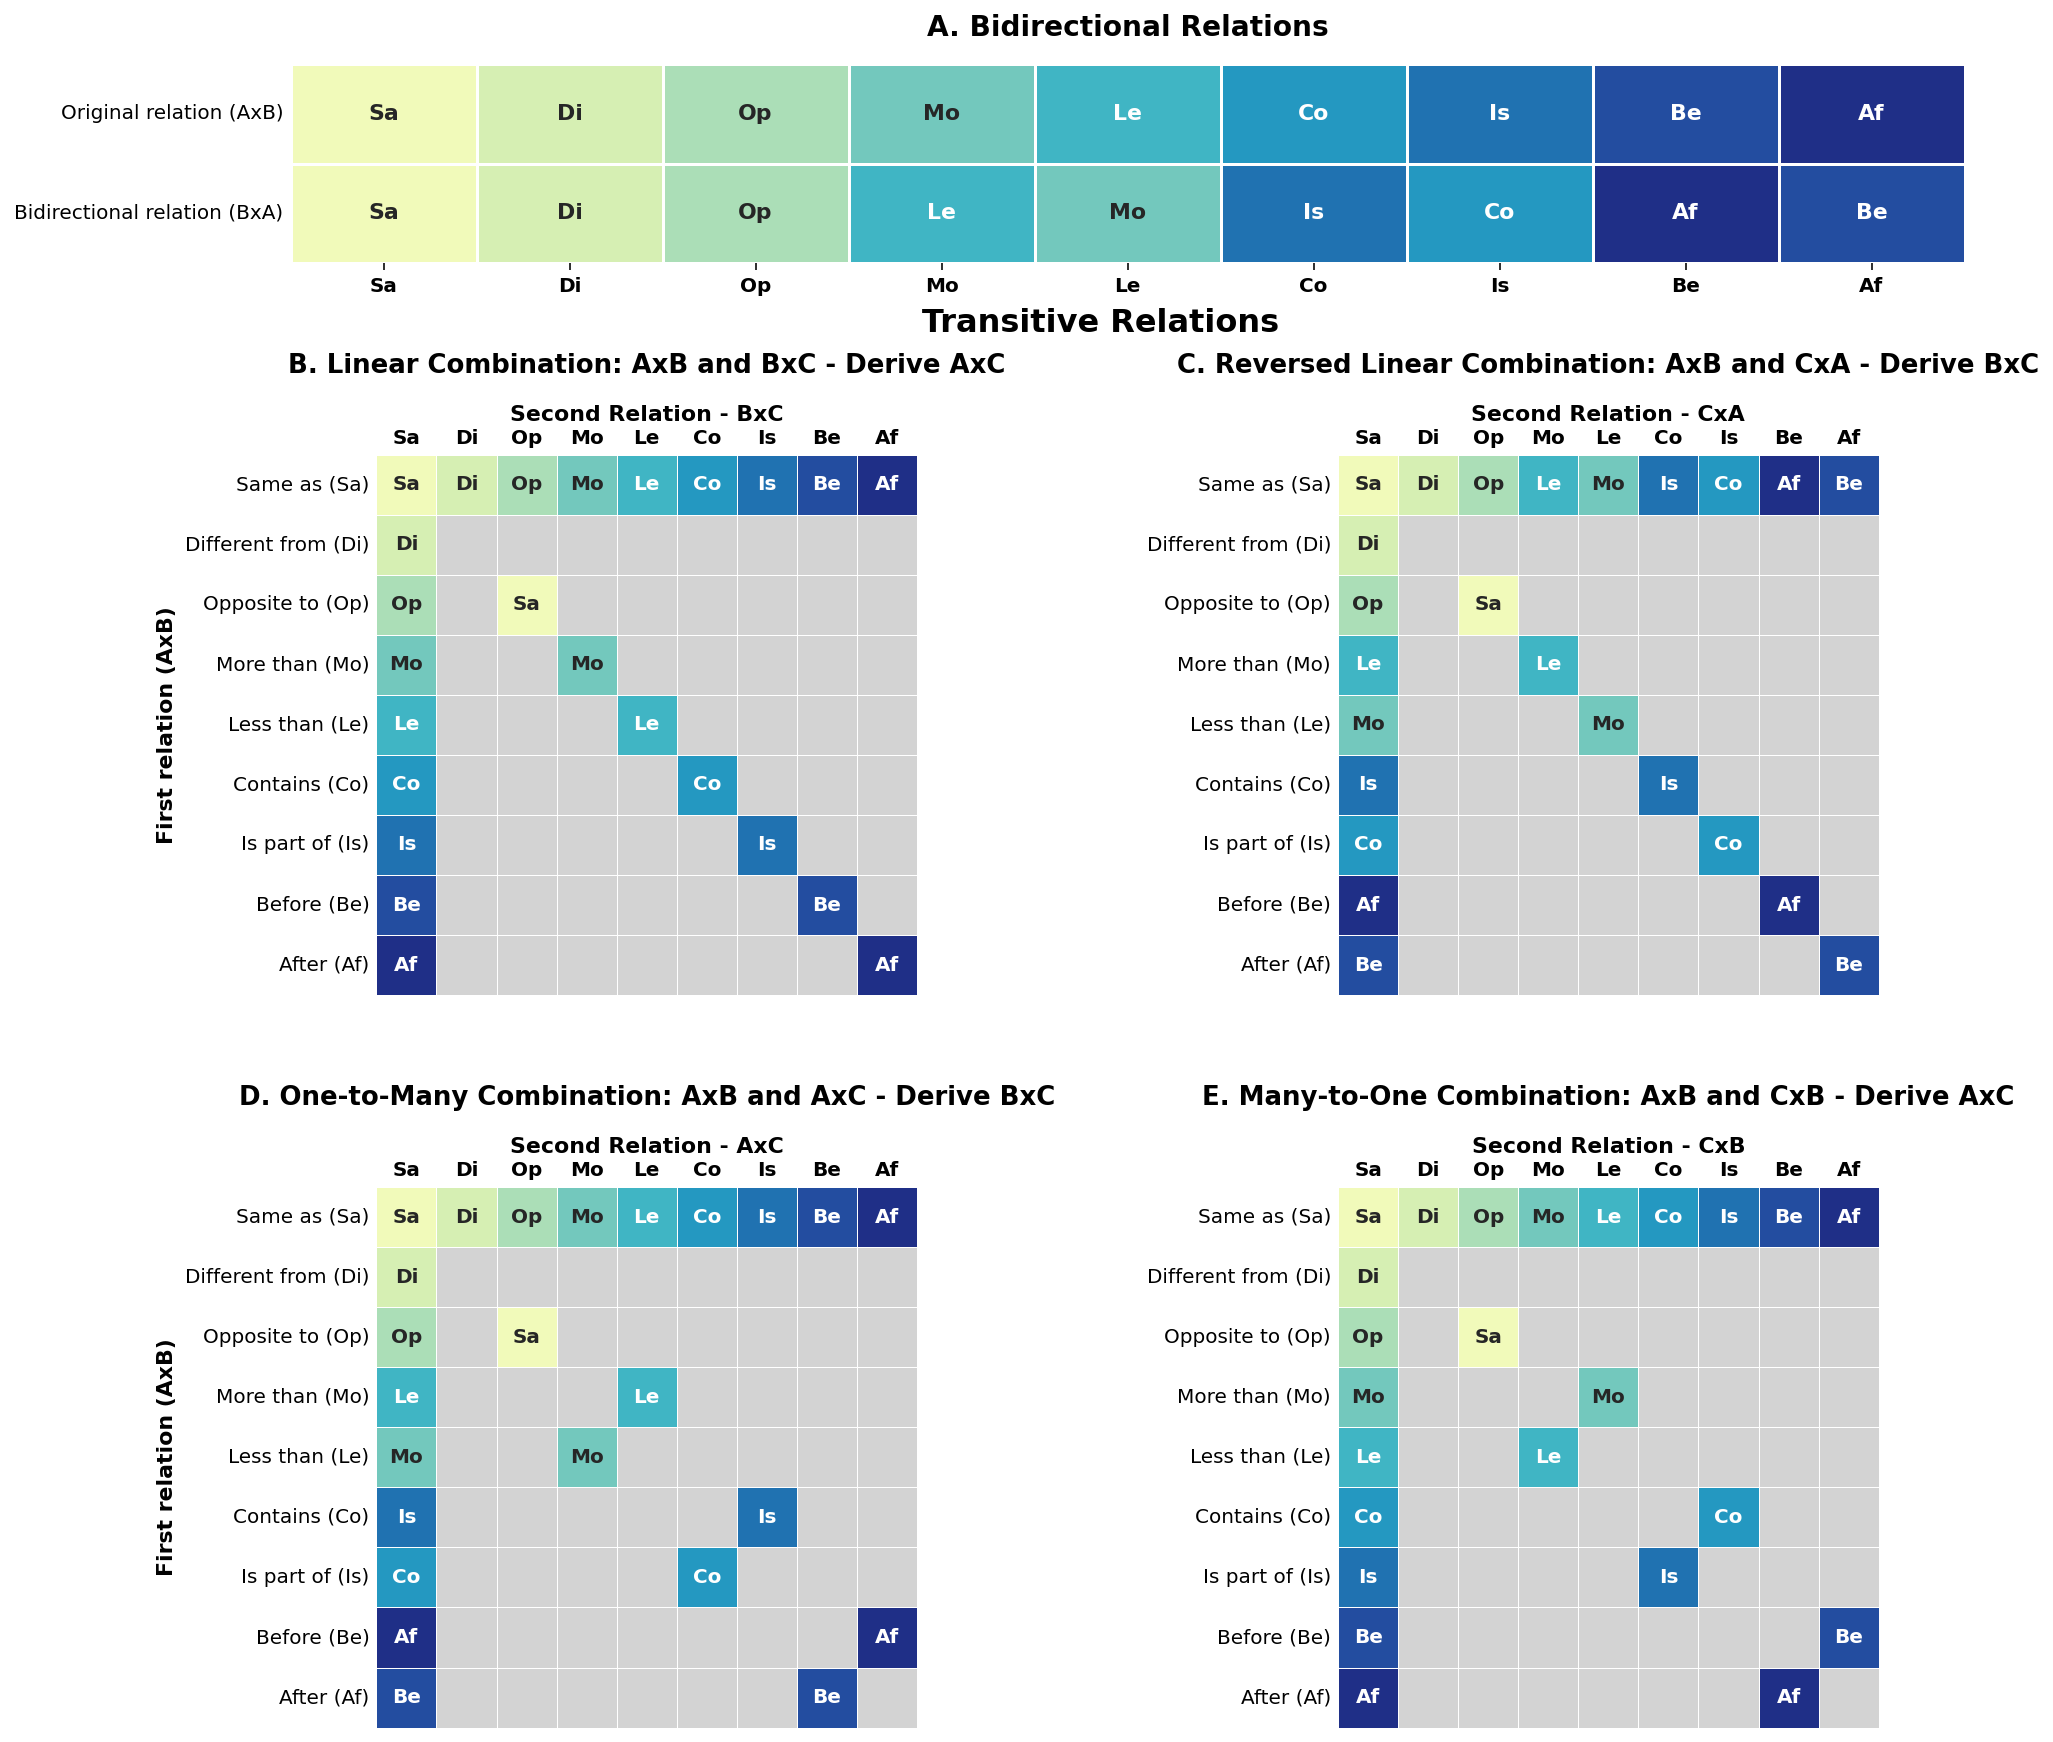 A. Bidirectional Relations
Original relation (AxB) Sa Di Op Mo Le Co Is Be Af
Bidirectional relation (BxA) Sa Di Op Le Mo Is Co Af Be
Sa Di Op Mo Le Co Is Be Af
Transitive Relations
B. Linear Combination: AxB and BxC - Derive AxC
Second Relation - BxC
Sa Di Op Mo Le Co Is Be Af
First relation (AxB)
Same as (Sa) Sa Di Op Mo Le Co Is Be Af
Different from (Di) Di
Opposite to (Op) Op Sa
More than (Mo) Mo Mo
Less than (Le) Le Le
Contains (Co) Co Co
Is part of (Is) Is Is
Before (Be) Be Be
After (Af) Af Af
C. Reversed Linear Combination: AxB and CxA - Derive BxC
Second Relation - CxA
Sa Di Op Mo Le Co Is Be Af
Same as (Sa) Sa Di Op Le Mo Is Co Af Be
Different from (Di) Di
Opposite to (Op) Op Sa
More than (Mo) Le Le
Less than (Le) Mo Mo
Contains (Co) Is Is
Is part of (Is) Co Co
Before (Be) Af Af
After (Af) Be Be
D. One-to-Many Combination: AxB and AxC - Derive BxC
Second Relation - AxC
Sa Di Op Mo Le Co Is Be Af
First relation (AxB)
Same as (Sa) Sa Di Op Mo Le Co Is Be Af
Different from (Di) Di
Opposite to (Op) Op Sa
More than (Mo) Le Le
Less than (Le) Mo Mo
Contains (Co) Is Is
Is part of (Is) Co Co
Before (Be) Af Af
After (Af) Be Be
E. Many-to-One Combination: AxB and CxB - Derive AxC
Second Relation - CxB
Sa Di Op Mo Le Co Is Be Af
Same as (Sa) Sa Di Op Mo Le Co Is Be Af
Different from (Di) Di
Opposite to (Op) Op Sa
More than (Mo) Mo Mo
Less than (Le) Le Le
Contains (Co) Co Co
Is part of (Is) Is Is
Before (Be) Be Be
After (Af) Af Af